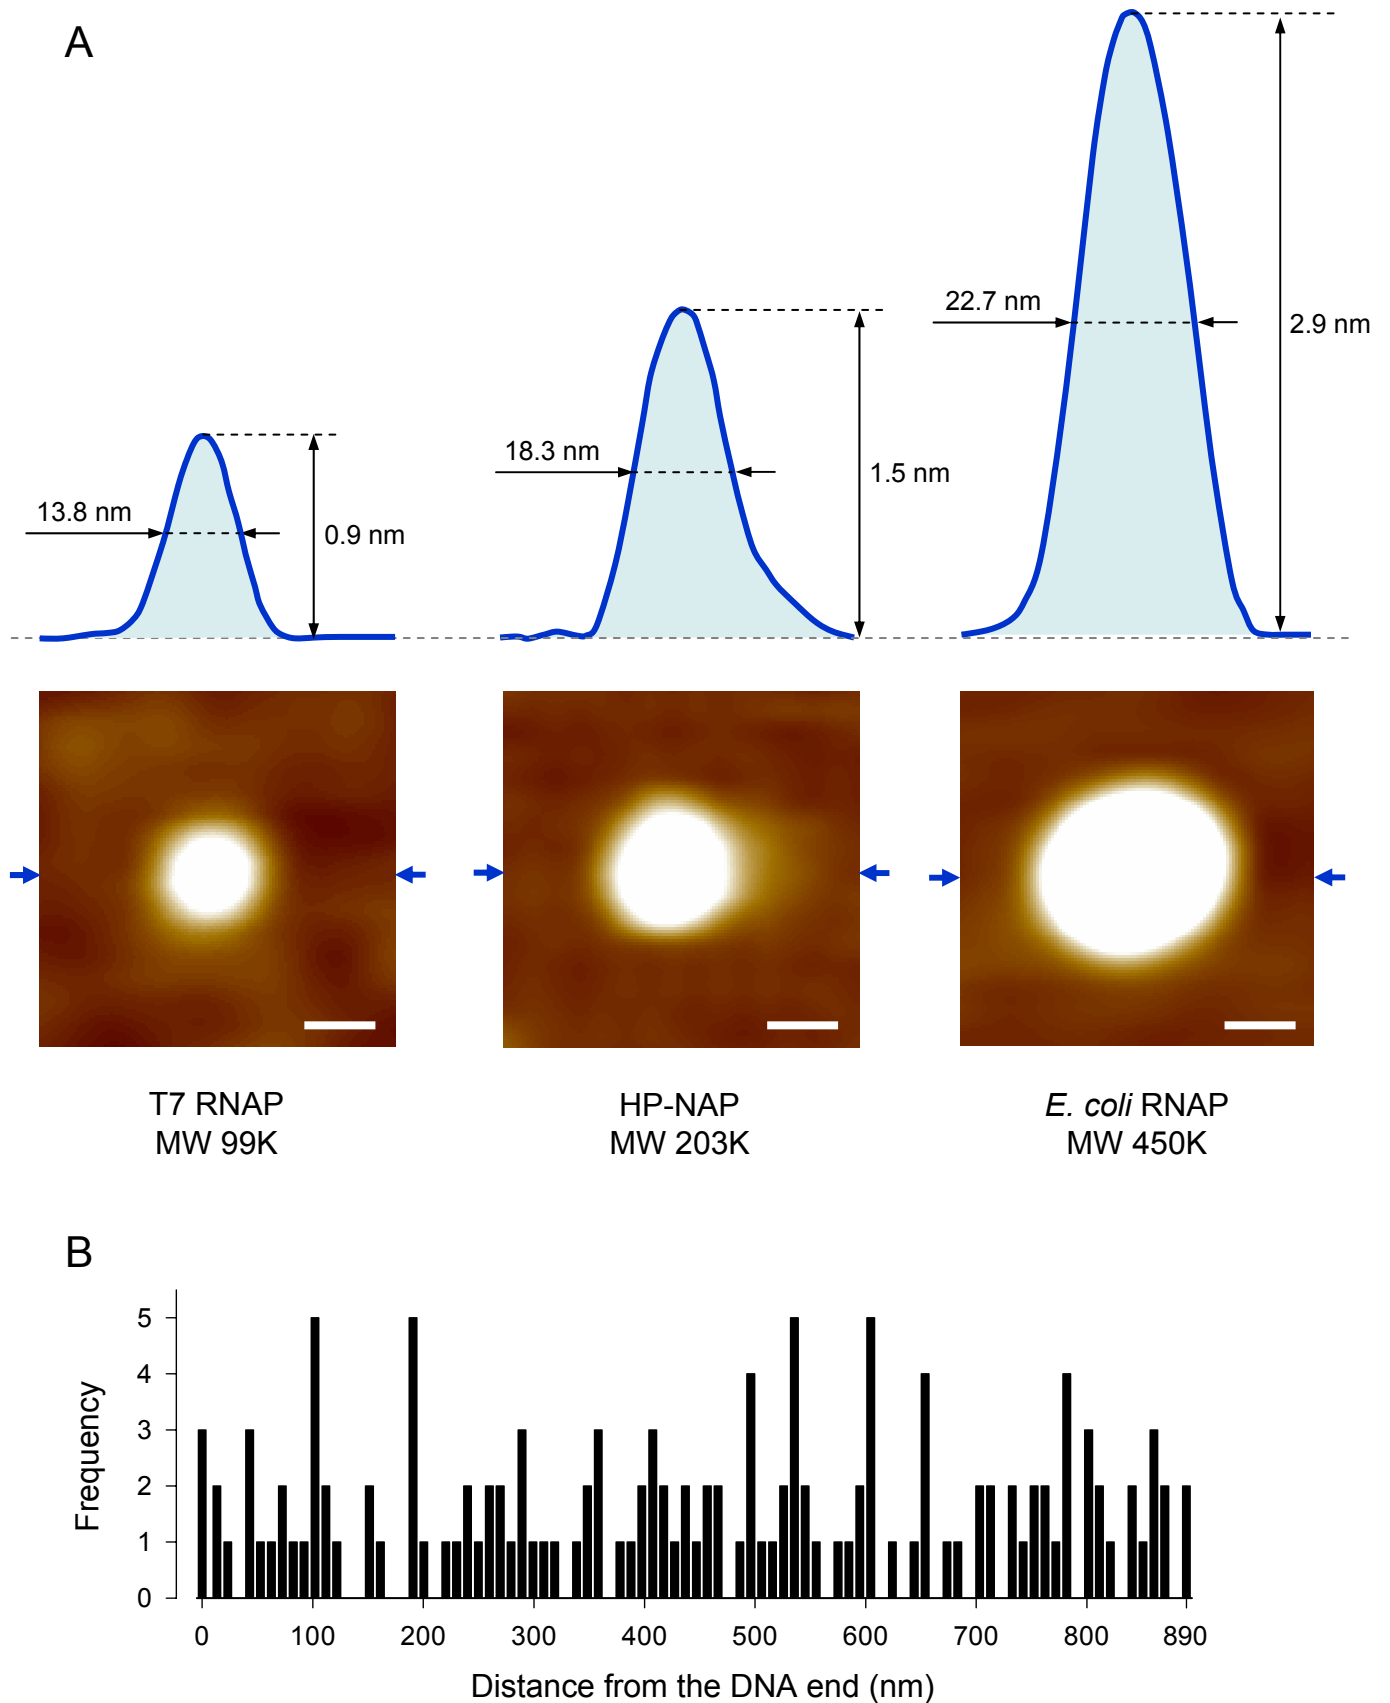 A
22.7 nm
2.9 nm
18.3 nm
1.5 nm
13.8 nm
0.9 nm
T7 RNAP
MW 99K
HP-NAP
MW 203K
E. coli RNAP
MW 450K
B
Frequency
5
4
3
2
1
0
0 100 200 300 400 500 600 700 800 890
Distance from the DNA end (nm)